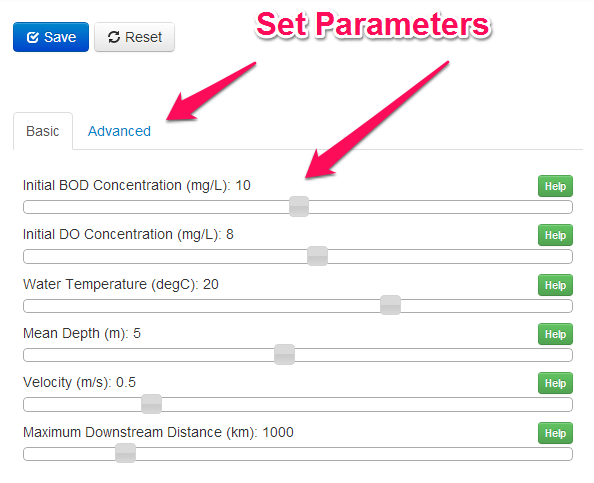 Set Parameters
Save Reset
Basic Advanced
Initial BOD Concentration (mg/L): 10 Help
Initial DO Concentration (mg/L): 8 Help
Water Temperature (degC): 20 Help
Mean Depth (m): 5 Help
Velocity (m/s): 0.5 Help
Maximum Downstream Distance (km): 1000 Help